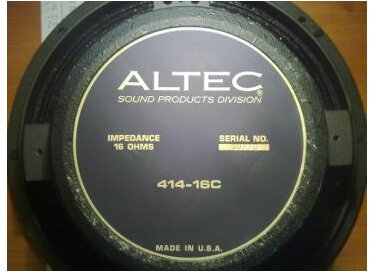 ALTEC®
SOUND PRODUCTS DIVISION
IMPEDANCE
16 OHMS
SERIAL NO.
414-16C
MADE IN U.S.A.